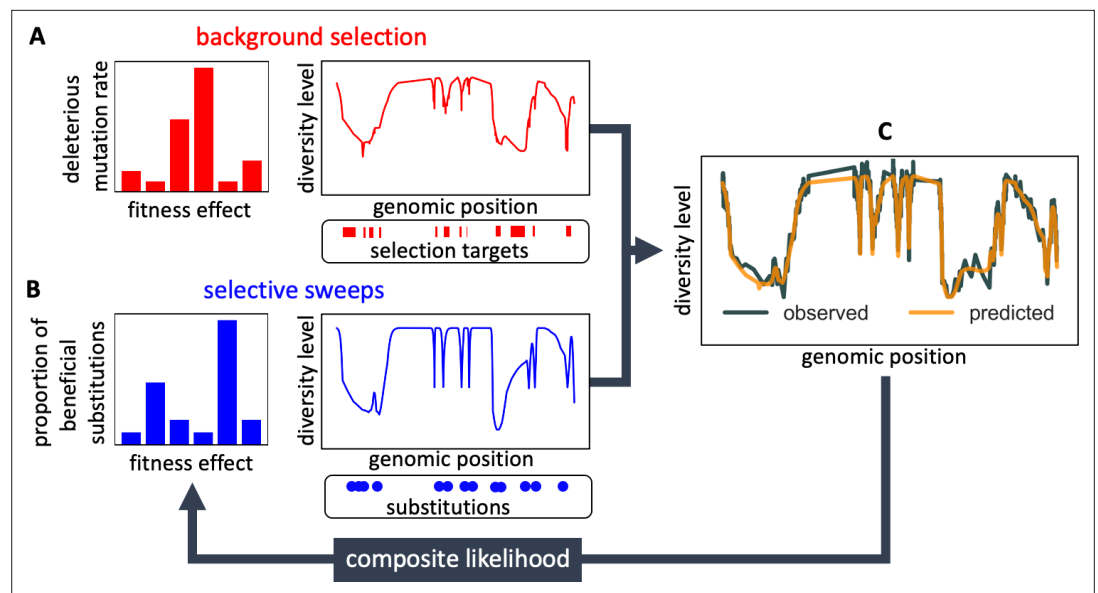 A
background selection
deleterious
mutation rate
fitness effect
diversity level
genomic position
selection targets
B
selective sweeps
proportion of
beneficial
substitutions
fitness effect
diversity level
genomic position
substitutions
C
diversity level
observed
predicted
genomic position
composite likelihood